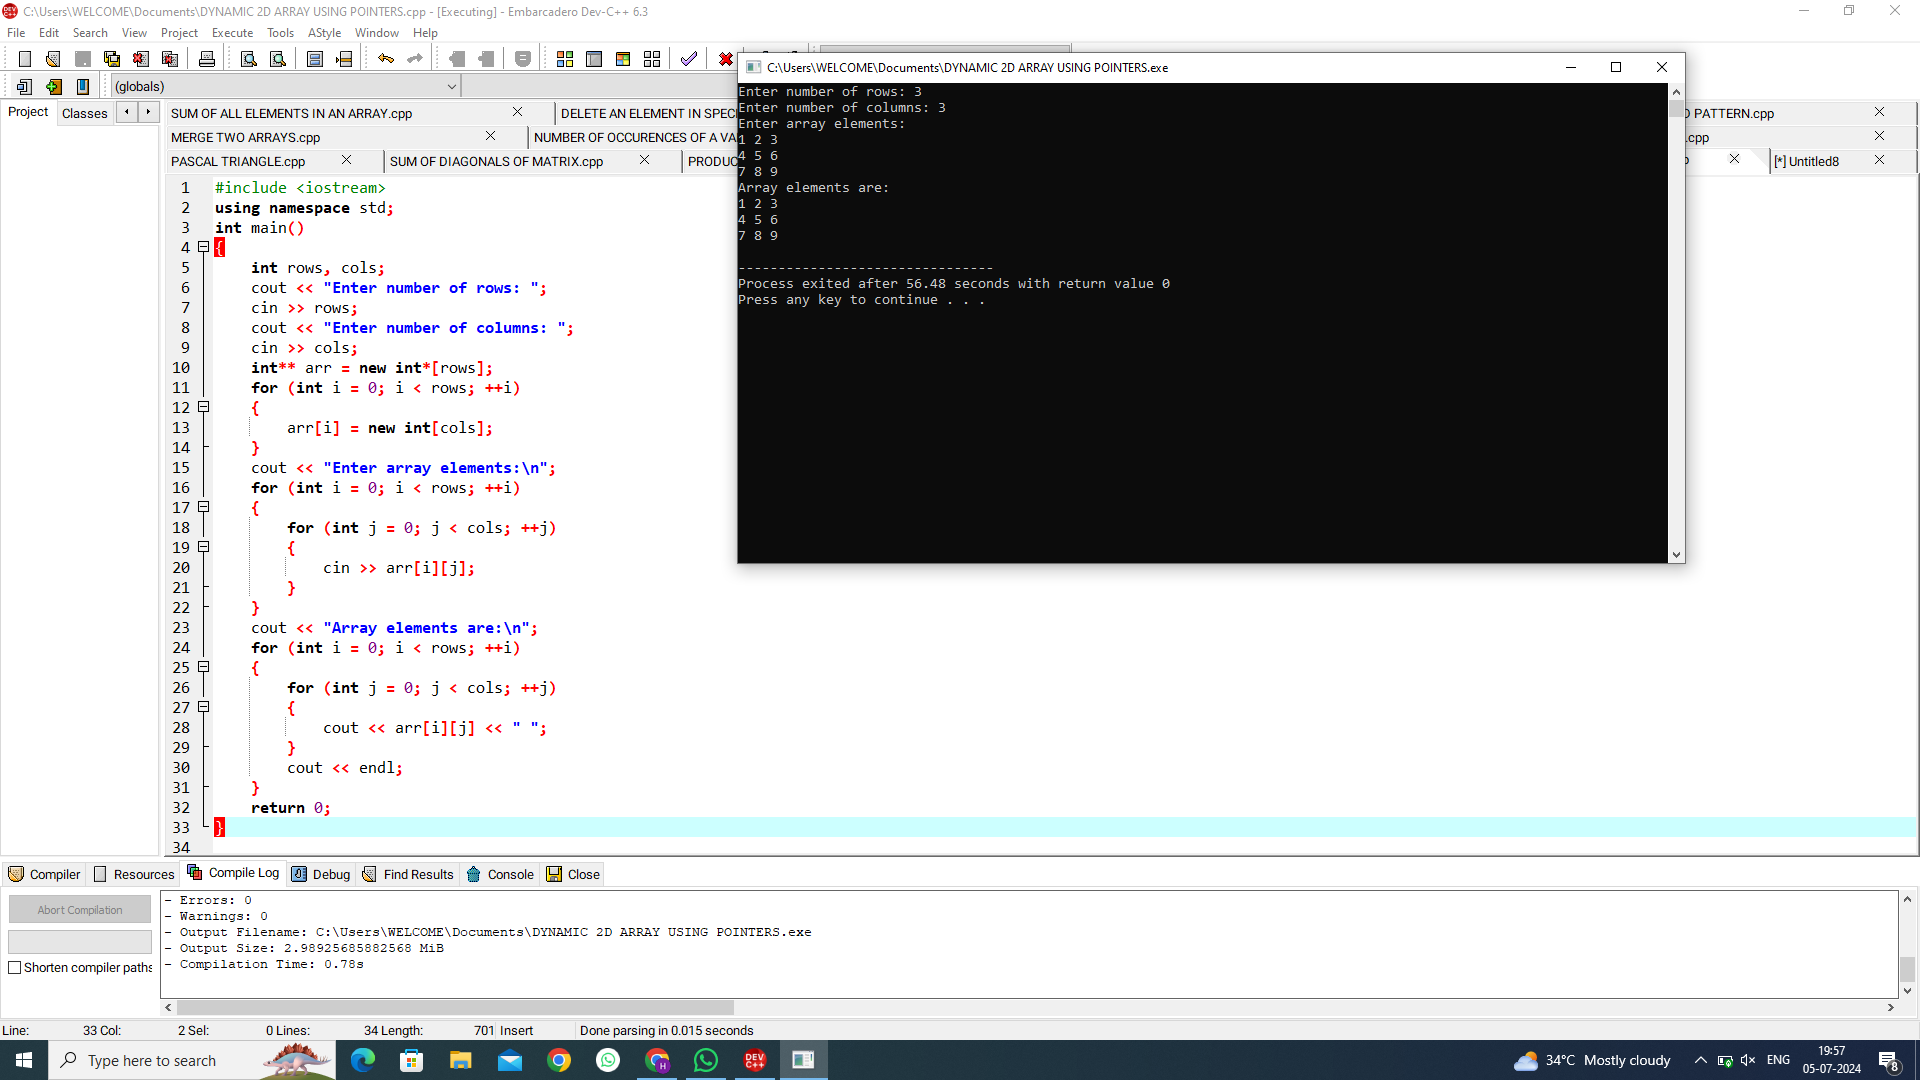 C:\Users\WELCOME\Documents\DYNAMIC 2D ARRAY USING POINTERS.cpp - [Executing] - Embarcadero Dev-C++ 6.3
File Edit Search View Project Execute Tools AStyle Window Help
(globals)
Project Classes
SUM OF ALL ELEMENTS IN AN ARRAY.cpp DELETE AN ELEMENT IN SPEC PATTERN.cpp
MERGE TWO ARRAYS.cpp NUMBER OF OCCURENCES OF A VA .cpp
PASCAL TRIANGLE.cpp SUM OF DIAGONALS OF MATRIX.cpp PRODUC [*] Untitled8
1 #include <iostream>
2 using namespace std;
3 int main()
4 {
5 int rows, cols;
6 cout << "Enter number of rows: ";
7 cin >> rows;
8 cout << "Enter number of columns: ";
9 cin >> cols;
10 int** arr = new int*[rows];
11 for (int i = 0; i < rows; ++i)
12 {
13 arr[i] = new int[cols];
14 }
15 cout << "Enter array elements:\n";
16 for (int i = 0; i < rows; ++i)
17 {
18 for (int j = 0; j < cols; ++j)
19 {
20 cin >> arr[i][j];
21 }
22 }
23 cout << "Array elements are:\n";
24 for (int i = 0; i < rows; ++i)
25 {
26 for (int j = 0; j < cols; ++j)
27 {
28 cout << arr[i][j] << " ";
29 }
30 cout << endl;
31 }
32 return 0;
33 }
34
C:\Users\WELCOME\Documents\DYNAMIC 2D ARRAY USING POINTERS.exe
Enter number of rows: 3
Enter number of columns: 3
Enter array elements:
1 2 3
4 5 6
7 8 9
Array elements are:
1 2 3
4 5 6
7 8 9
--------------------------------
Process exited after 56.48 seconds with return value 0
Press any key to continue . . .
Compiler Resources Compile Log Debug Find Results Console Close
Abort Compilation
Shorten compiler paths
- Errors: 0
- Warnings: 0
- Output Filename: C:\Users\WELCOME\Documents\DYNAMIC 2D ARRAY USING POINTERS.exe
- Output Size: 2.98925685882568 MiB
- Compilation Time: 0.78s
Line: 33 Col: 2 Sel: 0 Lines: 34 Length: 701 Insert Done parsing in 0.015 seconds
Type here to search
DEV C++
34°C Mostly cloudy
ENG
19:57
05-07-2024
8